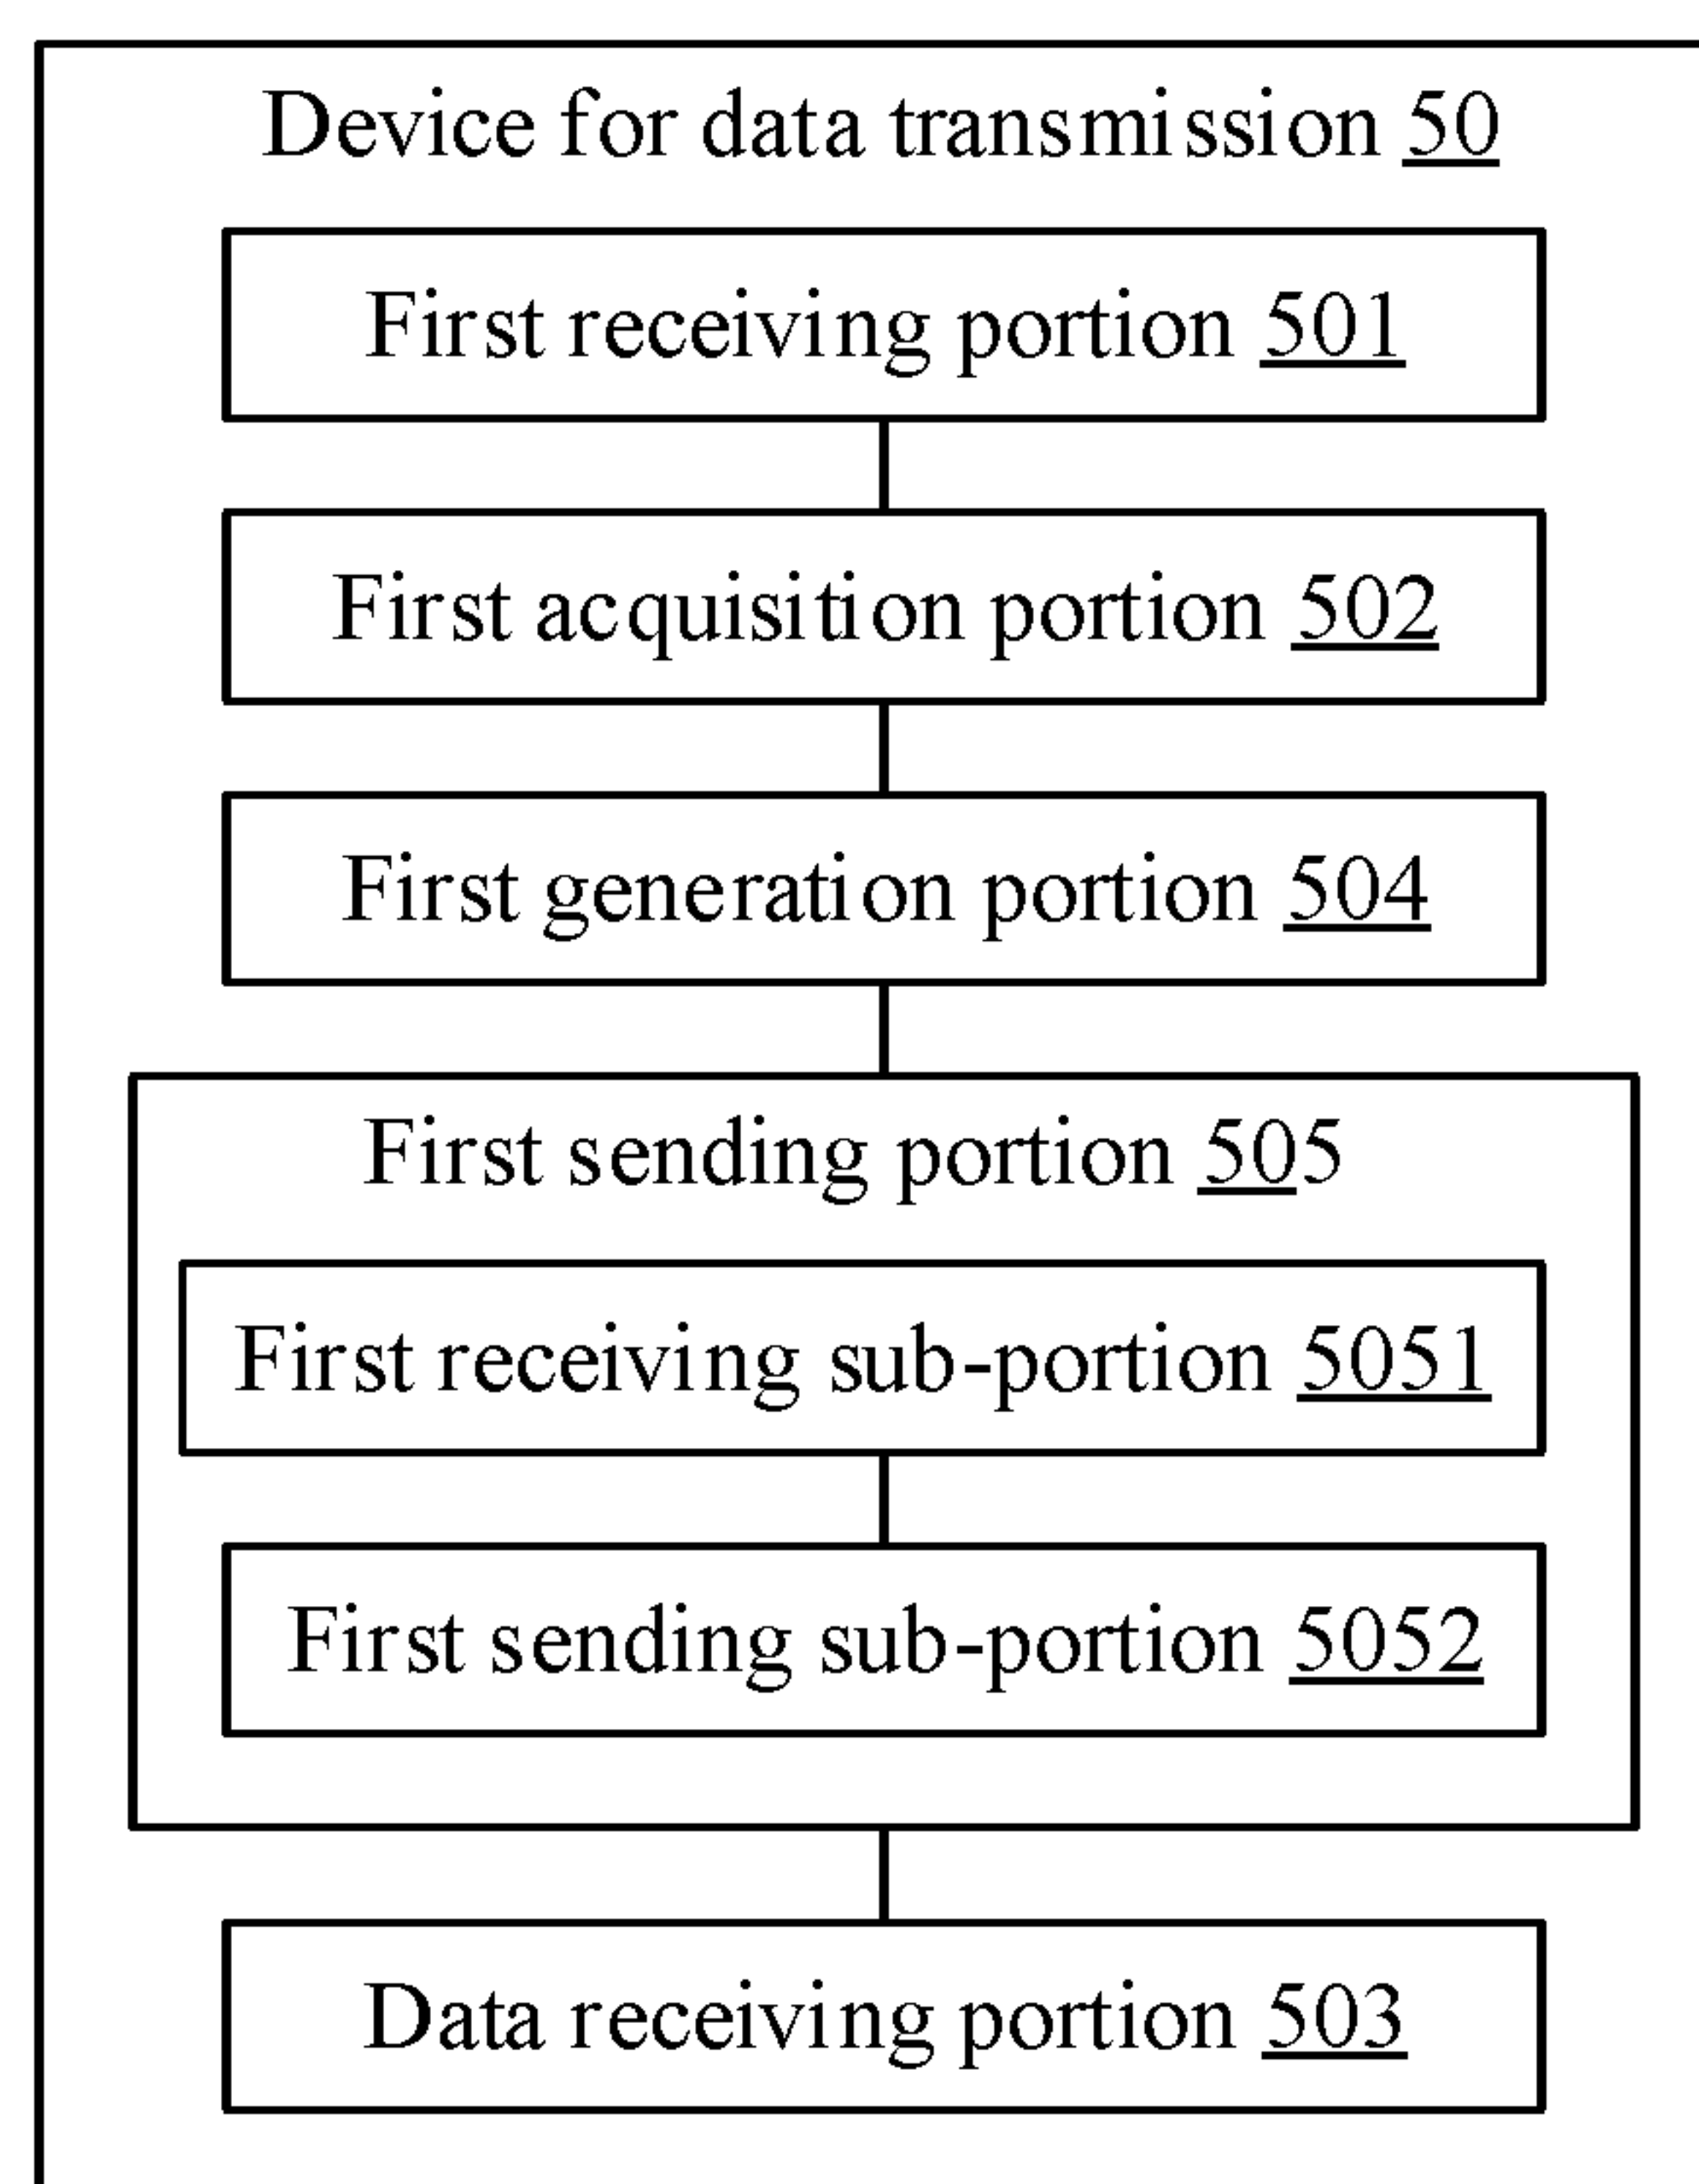 Device for data transmission 50
First receiving portion 501
First acquisition portion 502
First generation portion 504
First sending portion 505
First receiving sub-portion 5051
First sending sub-portion 5052
Data receiving portion 503